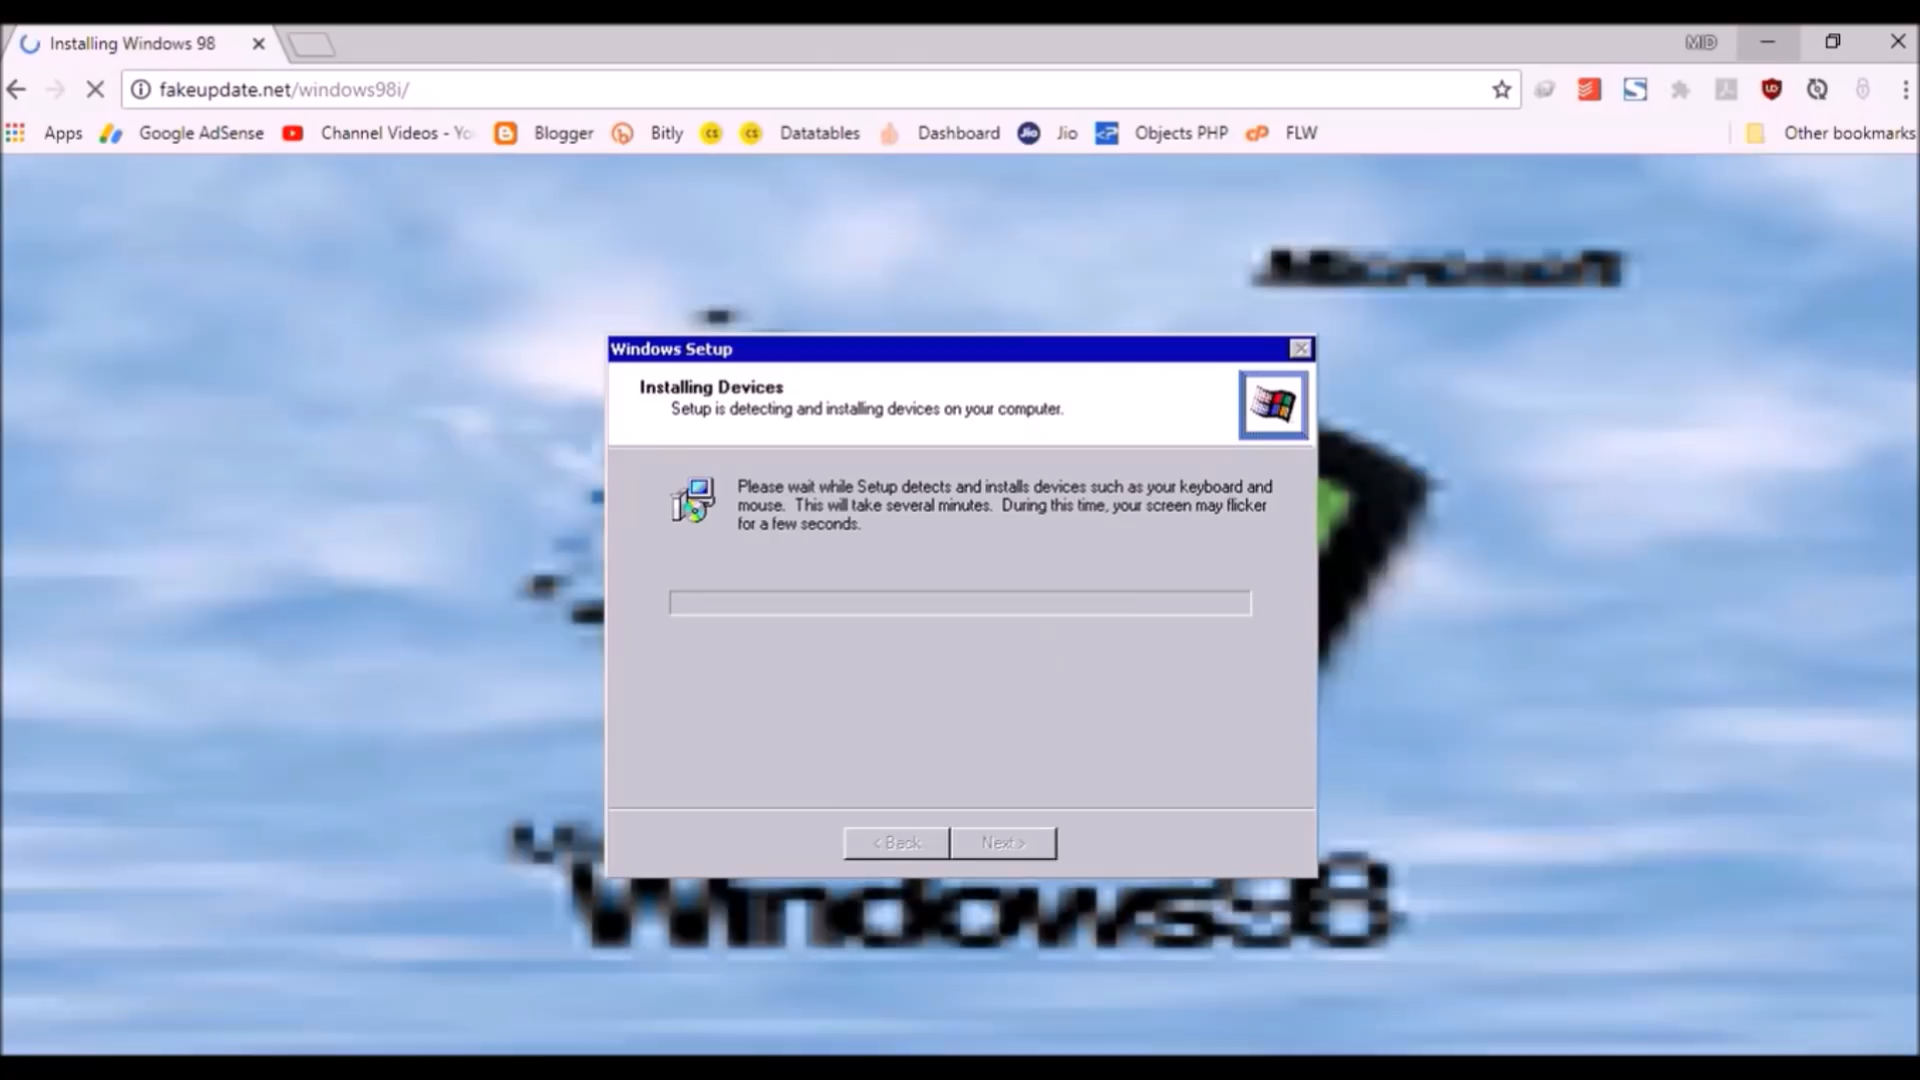 Installing Windows 98
MD
fakeupdate.net/windows98i/
Apps Google AdSense Channel Videos - Yo Blogger Bitly Datatables Dashboard Jio Objects PHP FLW Other bookmarks
Microsoft
Windows Setup
Installing Devices
Setup is detecting and installing devices on your computer.
Please wait while Setup detects and installs devices such as your keyboard and
mouse. This will take several minutes. During this time, your screen may flicker
for a few seconds.
< Back Next >
Windows98